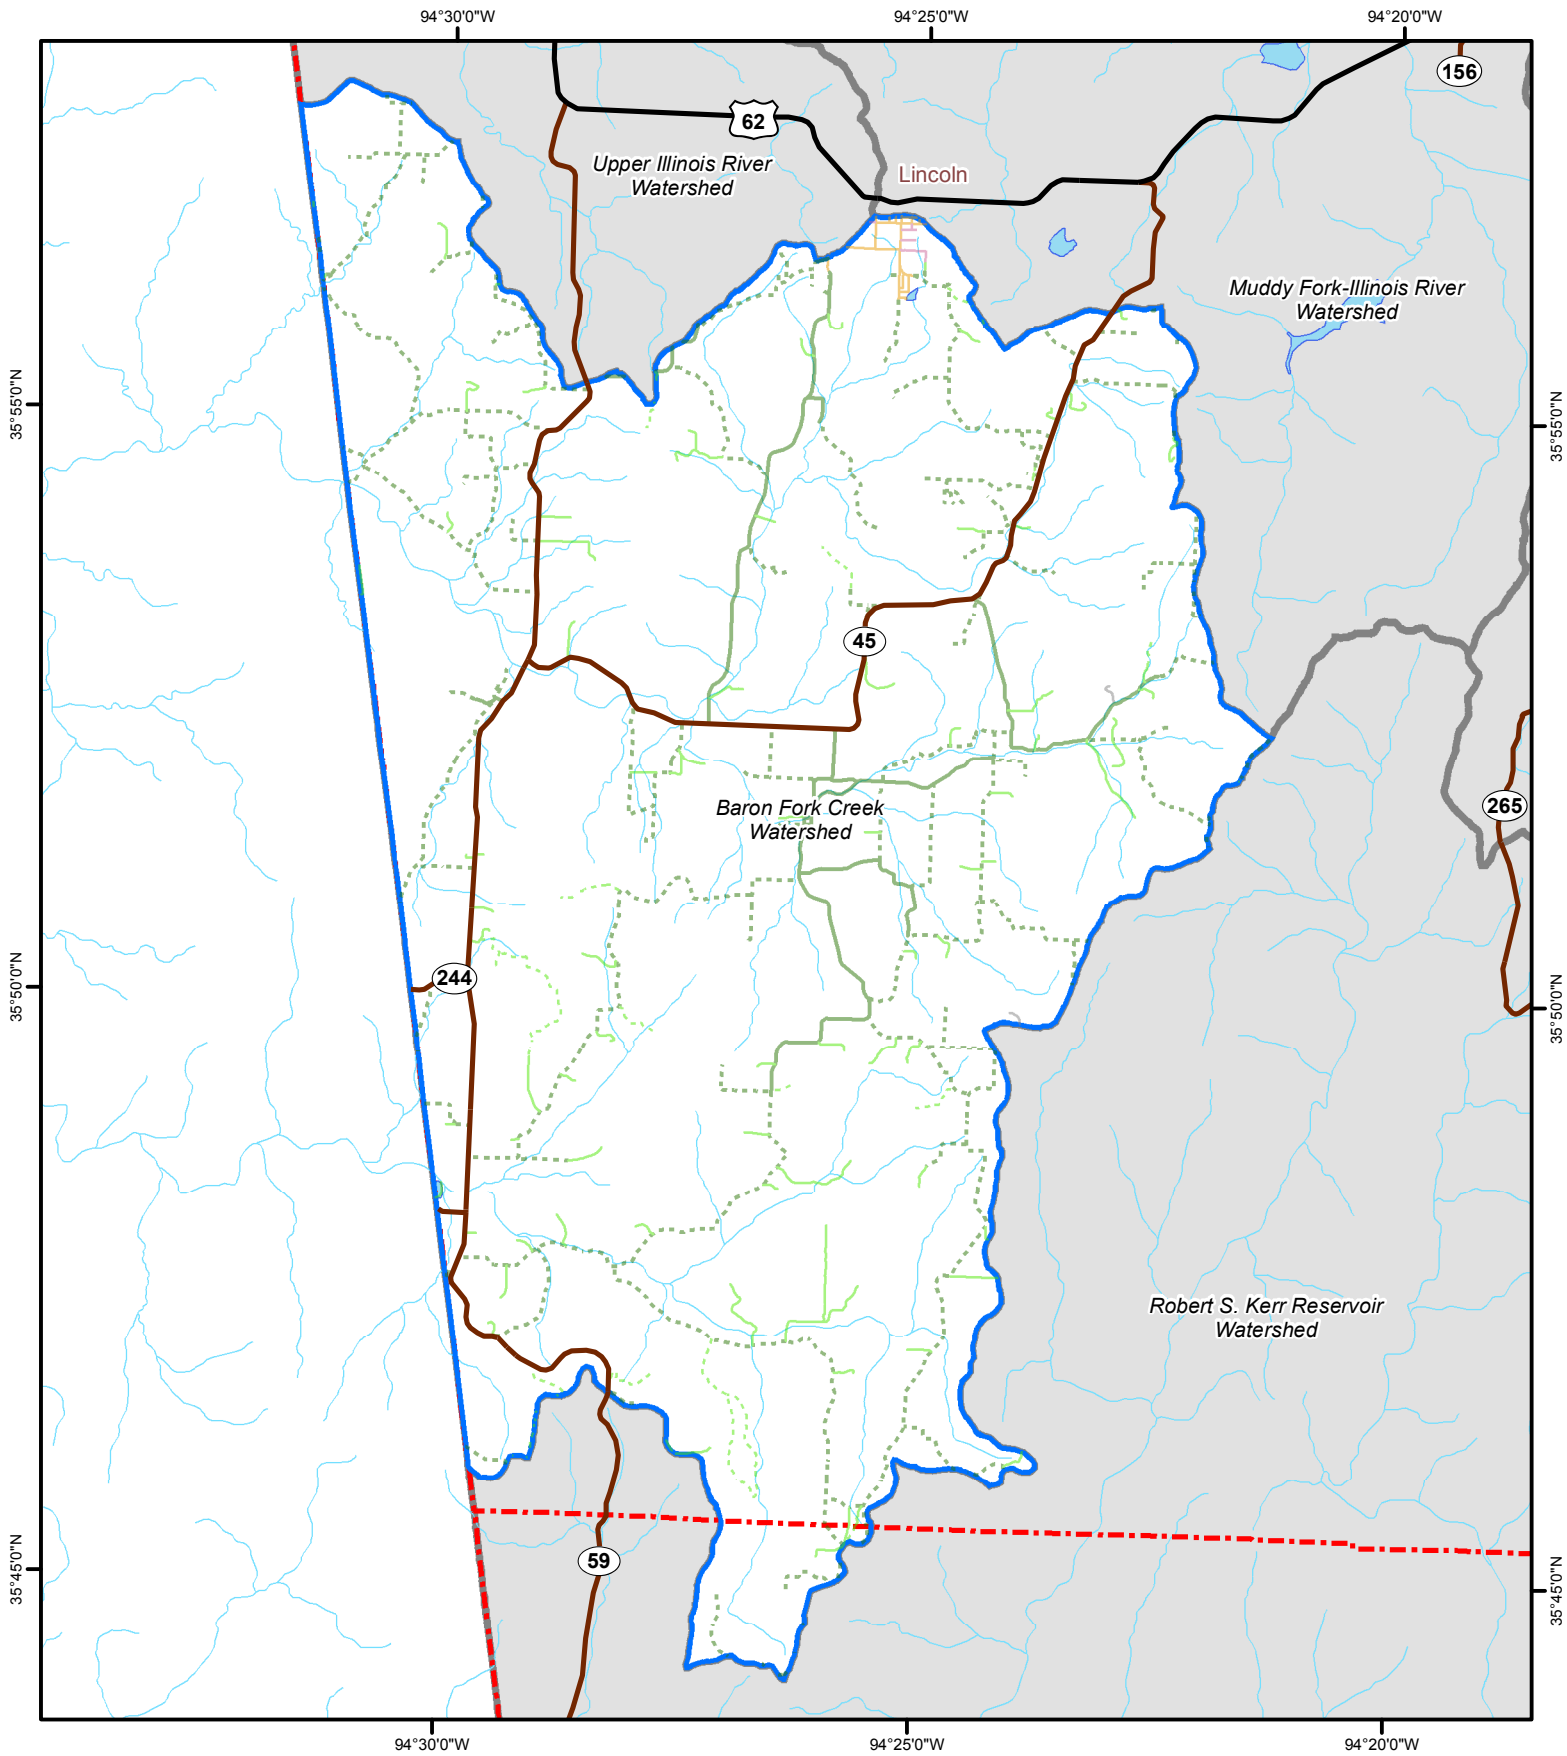 94°30'0"W
94°25'0"W
94°20'0"W
156
62
Upper Illinois River
Watershed
Lincoln
Muddy Fork-Illinois River
Watershed
35°55'0"N
35°55'0"N
45
Baron Fork Creek
Watershed
265
244
35°50'0"N
35°50'0"N
Robert S. Kerr Reservoir
Watershed
59
35°45'0"N
35°45'0"N
94°30'0"W
94°25'0"W
94°20'0"W